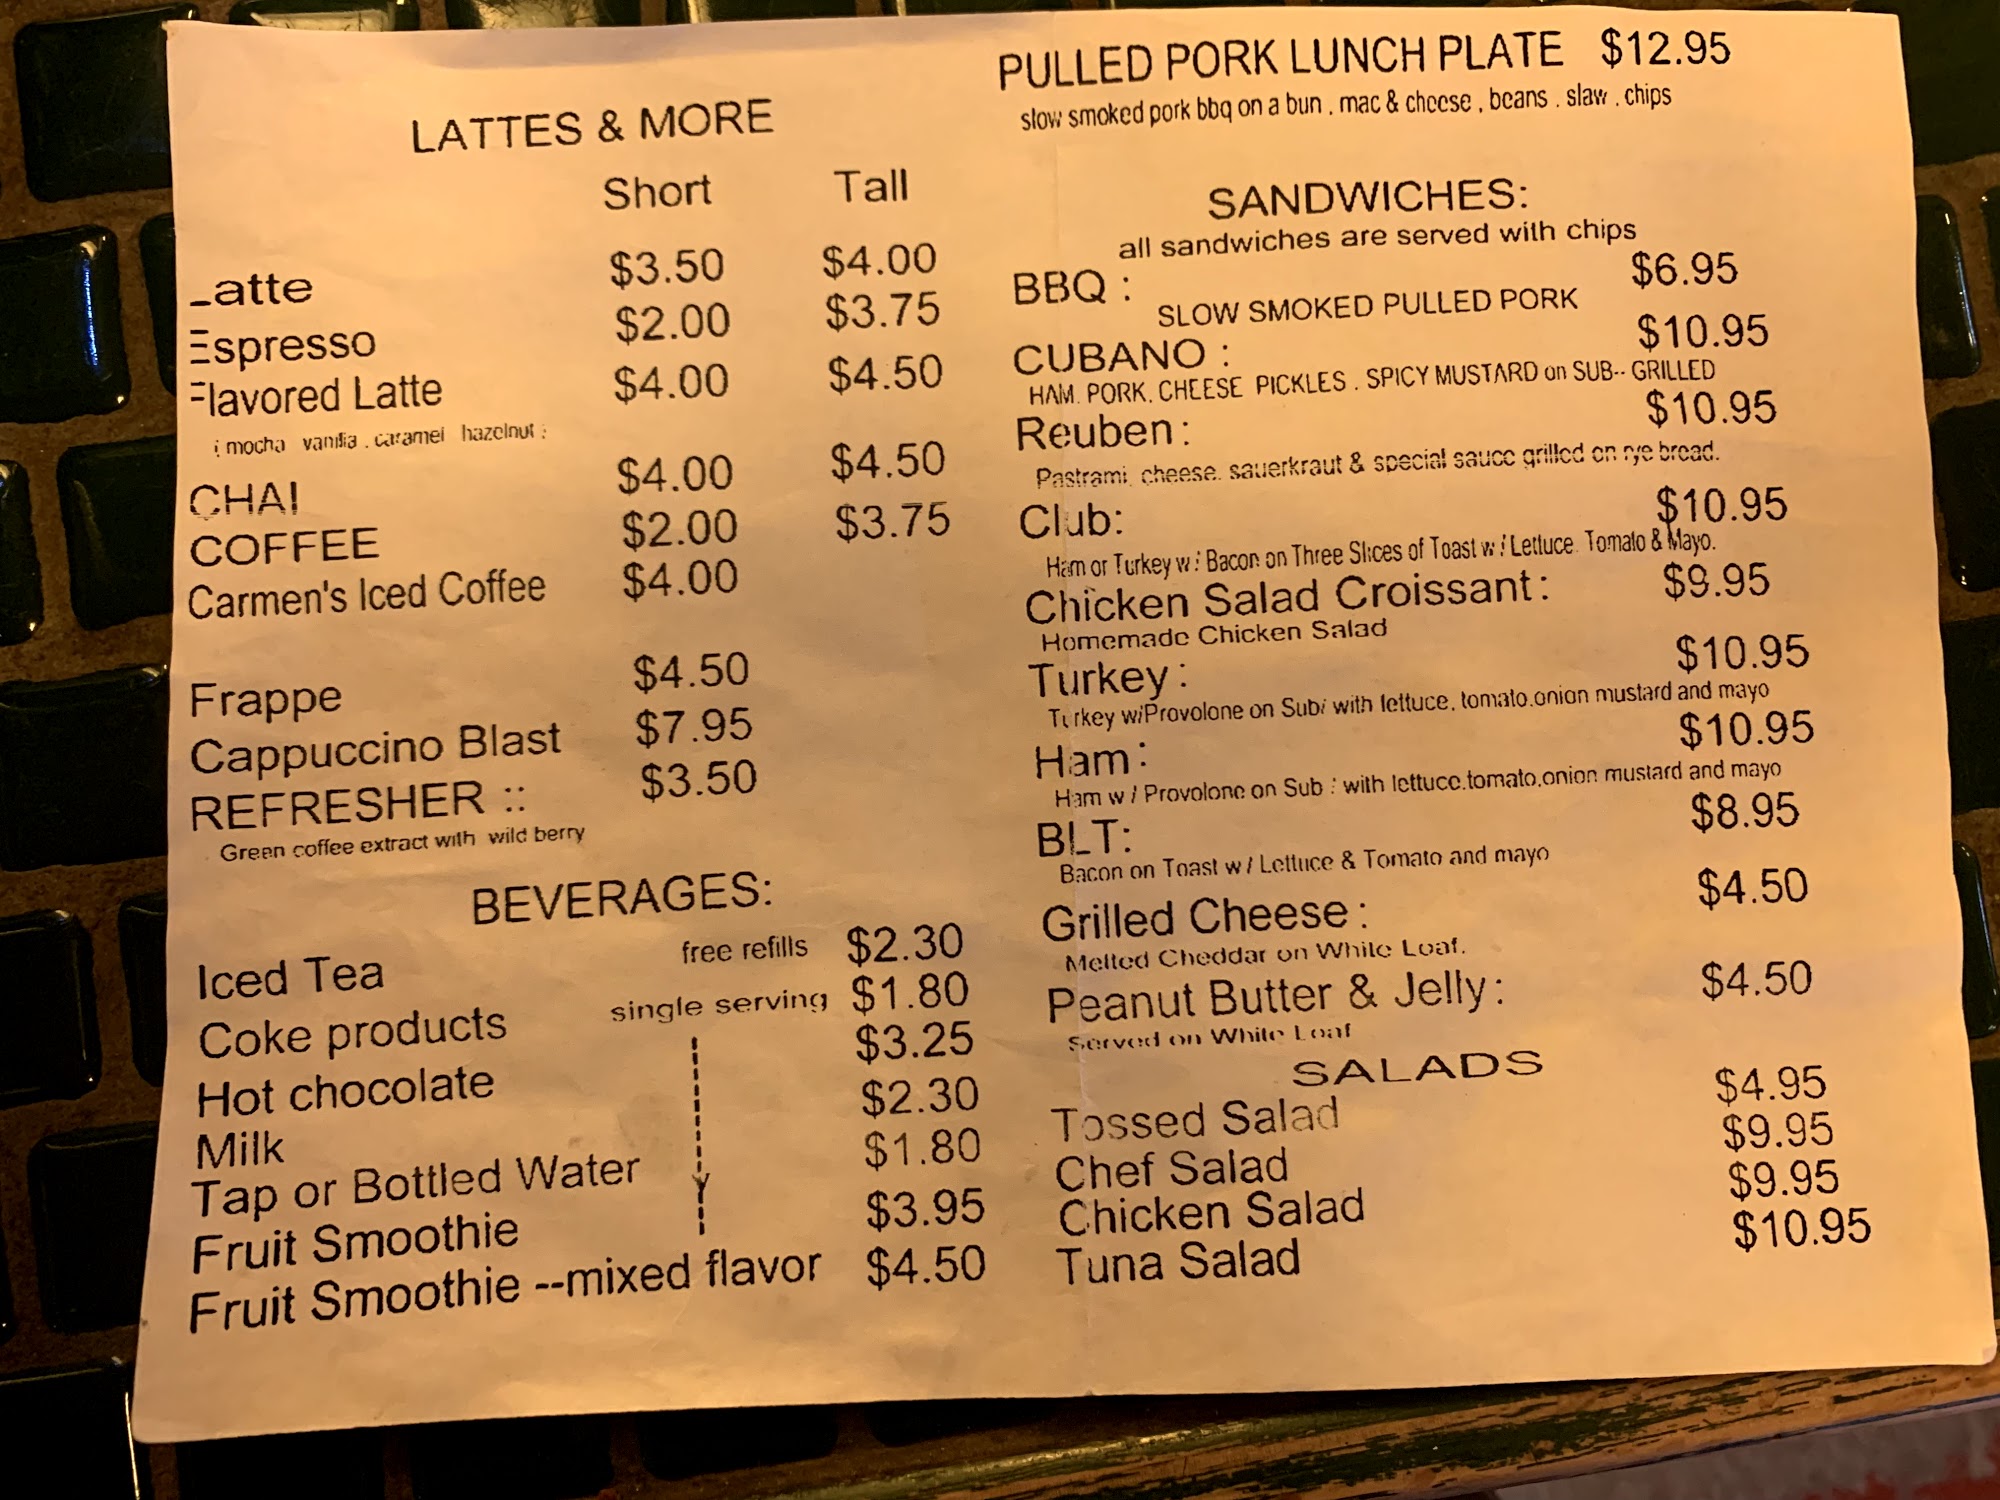 LATTES & MORE
Short Tall
Latte $3.50 $4.00
Espresso $2.00 $3.75
Flavored Latte $4.00 $4.50
mocha vanilla . caramel hazelnut :
CHAI $4.00 $4.50
COFFEE $2.00 $3.75
Carmen's Iced Coffee $4.00
Frappe $4.50
Cappuccino Blast $7.95
REFRESHER :: $3.50
Green coffee extract with wild berry
BEVERAGES:
Iced Tea free refills $2.30
Coke products single serving $1.80
Hot chocolate $3.25
Milk $2.30
Tap or Bottled Water $1.80
Fruit Smoothie $3.95
Fruit Smoothie --mixed flavor $4.50
PULLED PORK LUNCH PLATE $12.95
slow smoked pork bbq on a bun . mac & cheese , beans . slaw . chips
SANDWICHES:
all sandwiches are served with chips
BBQ : $6.95
SLOW SMOKED PULLED PORK
CUBANO : $10.95
HAM. PORK. CHEESE PICKLES . SPICY MUSTARD on SUB-- GRILLED
Reuben: $10.95
Pastrami, cheese. sauerkraut & special sauce grilled on rye bread.
Club: $10.95
Ham or Turkey w / Bacon on Three Slices of Toast w / Lettuce. Tomato & Mayo.
Chicken Salad Croissant: $9.95
Homemade Chicken Salad
Turkey: $10.95
Turkey w/Provolone on Sub/ with lettuce, tomato.onion mustard and mayo
Ham: $10.95
Ham w / Provolone on Sub : with lettuce.tomato,onion mustard and mayo
BLT: $8.95
Bacon on Toast w / Lettuce & Tomato and mayo
Grilled Cheese: $4.50
Melted Cheddar on White Loaf.
Peanut Butter & Jelly: $4.50
Served on White Loaf
SALADS
Tossed Salad $4.95
Chef Salad $9.95
Chicken Salad $9.95
Tuna Salad $10.95